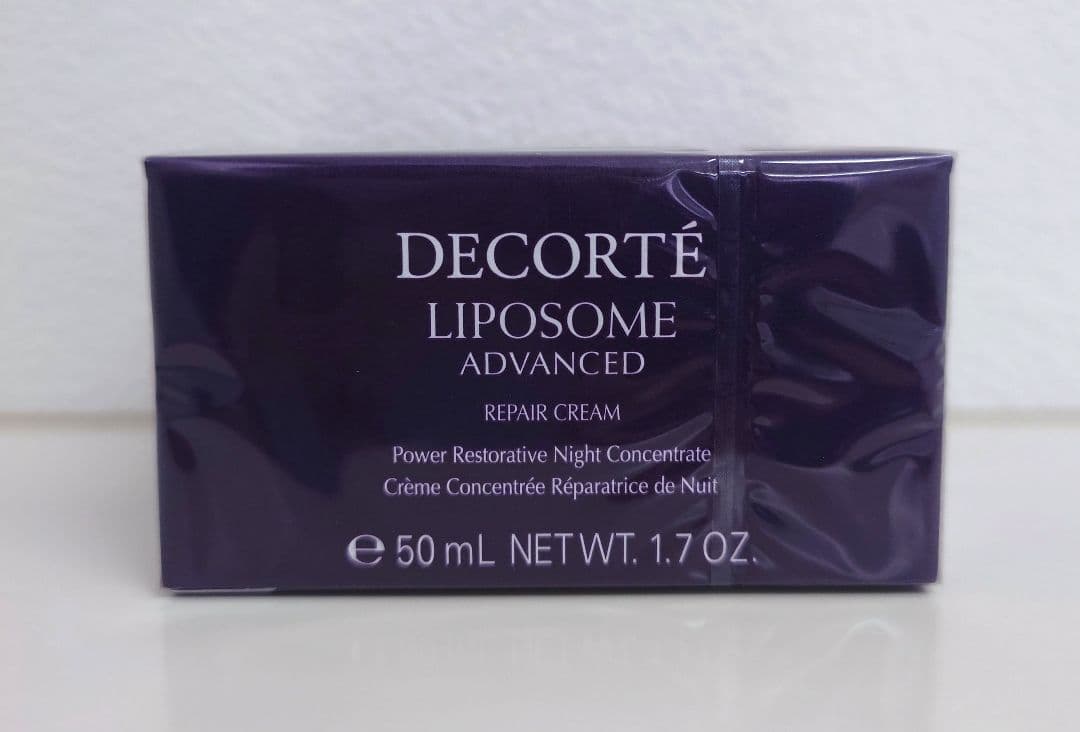 DECORTÉ
LIPOSOME
ADVANCED
REPAIR CREAM
Power Restorative Night Concentrate
Crème Concentrée Réparatrice de Nuit
℮ 50 mL NET WT. 1.7 OZ.